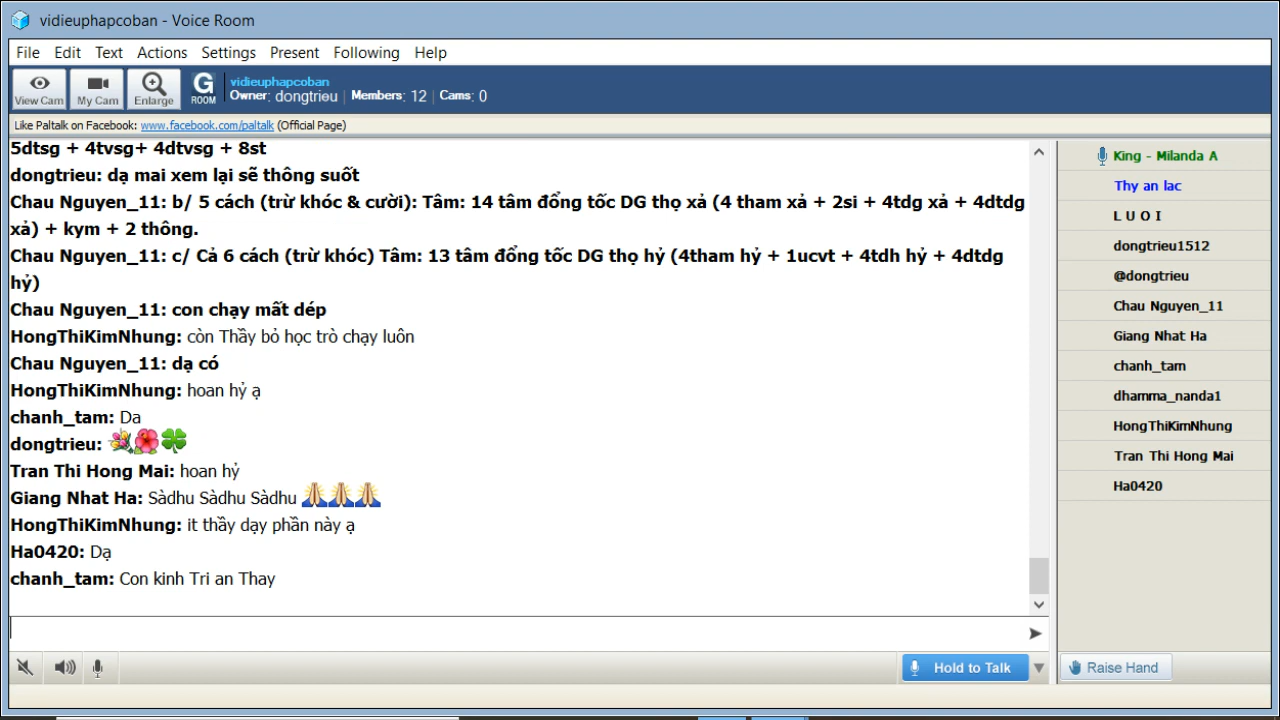 vidieuphapcoban - Voice Room
File Edit Text Actions Settings Present Following Help
View Cam My Cam Enlarge G ROOM
vidieuphapcoban
Owner: dongtrieu | Members: 12 | Cams: 0
Like Paltalk on Facebook: www.facebook.com/paltalk (Official Page)
5dtsg + 4tvsg+ 4dtvsg + 8st
dongtrieu: dạ mai xem lại sẽ thông suốt
Chau Nguyen_11: b/ 5 cách (trừ khóc & cười): Tâm: 14 tâm đổng tốc DG thọ xả (4 tham xả + 2si + 4tdg xả + 4dtdg
xả) + kym + 2 thông.
Chau Nguyen_11: c/ Cả 6 cách (trừ khóc) Tâm: 13 tâm đổng tốc DG thọ hỷ (4tham hỷ + 1ucvt + 4tdh hỷ + 4dtdg
hỷ)
Chau Nguyen_11: con chạy mất dép
HongThiKimNhung: còn Thầy bỏ học trò chạy luôn
Chau Nguyen_11: dạ có
HongThiKimNhung: hoan hỷ ạ
chanh_tam: Da
dongtrieu:
Tran Thi Hong Mai: hoan hỷ
Giang Nhat Ha: Sàdhu Sàdhu Sàdhu
HongThiKimNhung: it thầy dạy phần này ạ
Ha0420: Dạ
chanh_tam: Con kinh Tri an Thay
King - Milanda A
Thy an lac
L U O I
dongtrieu1512
@dongtrieu
Chau Nguyen_11
Giang Nhat Ha
chanh_tam
dhamma_nanda1
HongThiKimNhung
Tran Thi Hong Mai
Ha0420
Hold to Talk
Raise Hand